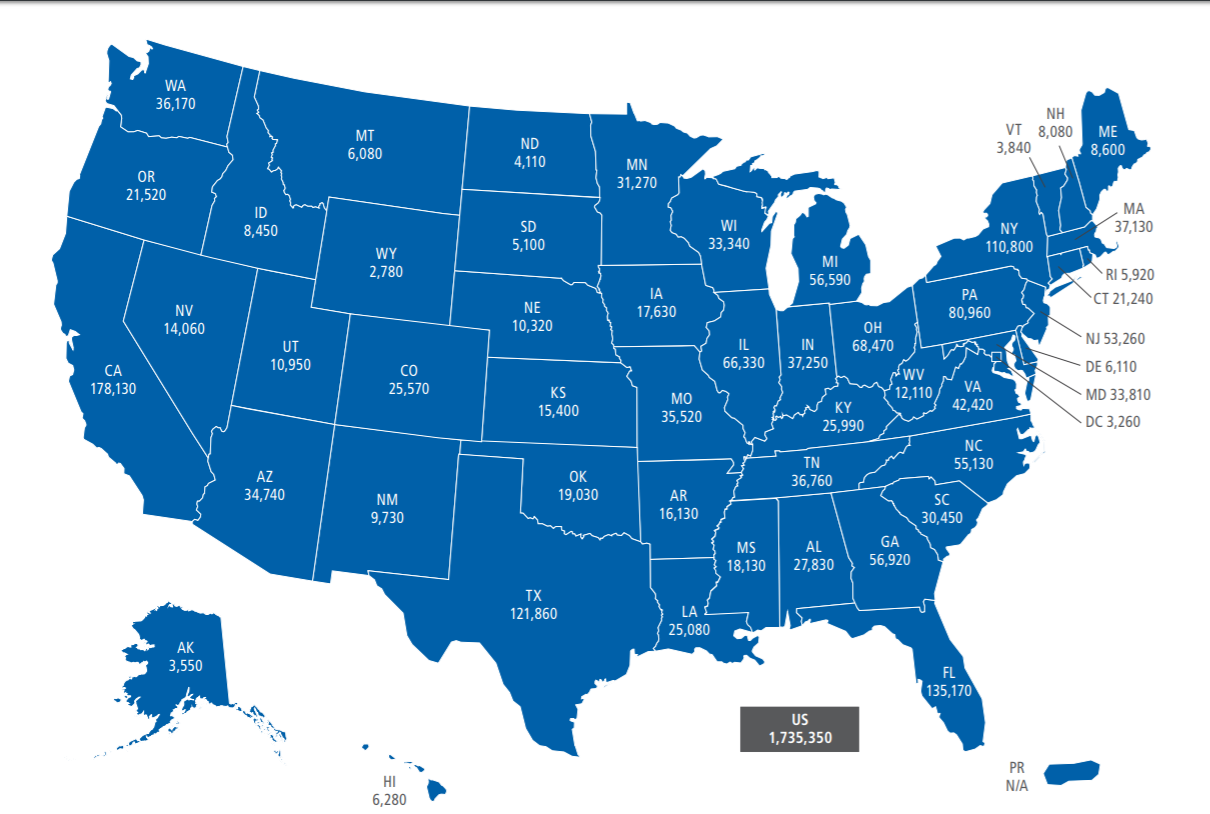 WA
36,170
OR
21,520
CA
178,130
NV
14,060
ID
8,450
MT
6,080
WY
2,780
UT
10,950
CO
25,570
AZ
34,740
NM
9,730
ND
4,110
SD
5,100
NE
10,320
KS
15,400
OK
19,030
TX
121,860
MN
31,270
IA
17,630
MO
35,520
AR
16,130
LA
25,080
WI
33,340
IL
66,330
MI
56,590
IN
37,250
OH
68,470
KY
25,990
TN
36,760
MS
18,130
AL
27,830
GA
56,920
FL
135,170
SC
30,450
NC
55,130
VA
42,420
WV
12,110
PA
80,960
NY
110,800
VT
3,840
NH
8,080
ME
8,600
MA
37,130
RI 5,920
CT 21,240
NJ 53,260
DE 6,110
MD 33,810
DC 3,260
AK
3,550
HI
6,280
US
1,735,350
PR
N/A